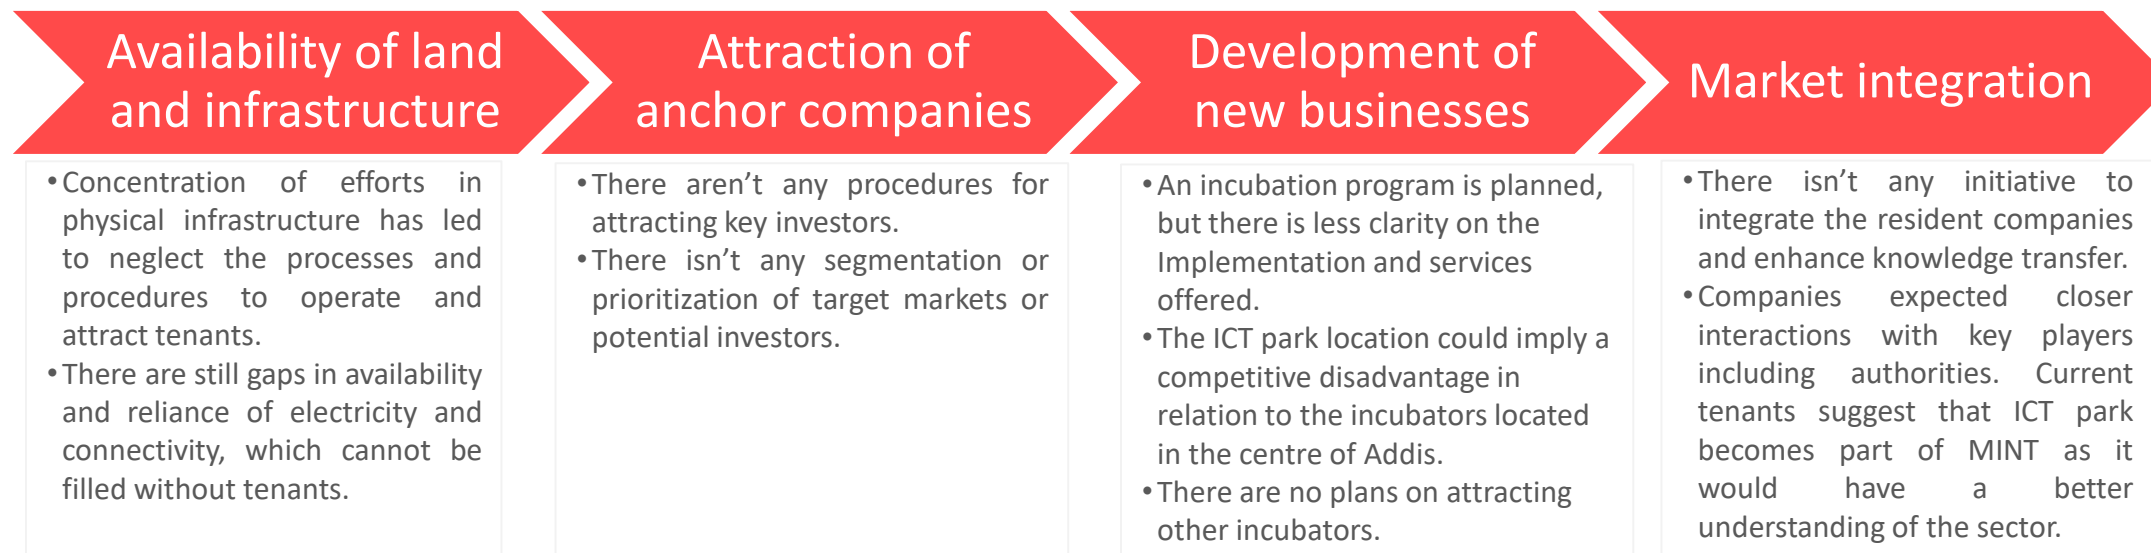 Availability of land
and infrastructure
• Concentration of efforts in
physical infrastructure has led
to neglect the processes and
procedures to operate and
attract tenants.
• There are still gaps in availability
and reliance of electricity and
connectivity, which cannot be
filled without tenants.
Attraction of
anchor companies
• There aren’t any procedures for
attracting key investors.
• There isn’t any segmentation or
prioritization of target markets or
potential investors.
Development of
new businesses
• An incubation program is planned,
but there is less clarity on the
Implementation and services
offered.
• The ICT park location could imply a
competitive disadvantage in
relation to the incubators located
in the centre of Addis.
• There are no plans on attracting
other incubators.
Market integration
• There isn’t any initiative to
integrate the resident companies
and enhance knowledge transfer.
• Companies expected closer
interactions with key players
including authorities. Current
tenants suggest that ICT park
becomes part of MINT as it
would have a better
understanding of the sector.